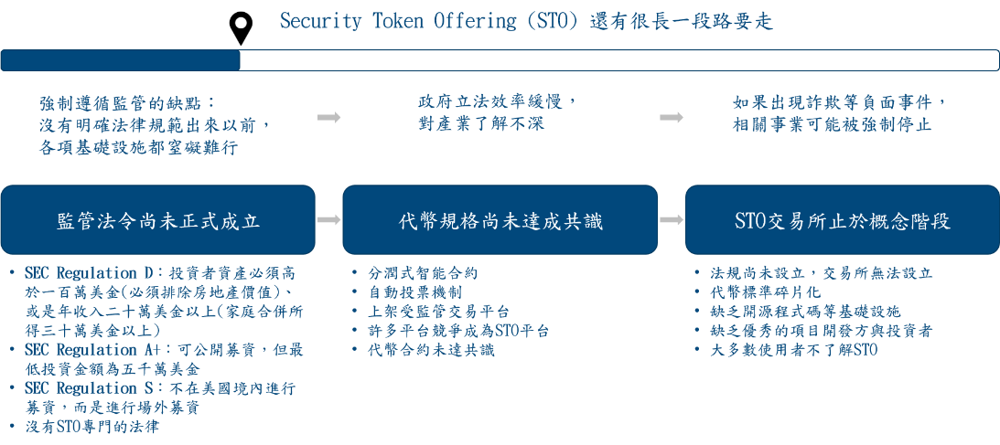 Security Token Offering (STO) 還有很長一段路要走
強制遵循監管的缺點：
沒有明確法律規範出來以前，
各項基礎設施都窒礙難行
政府立法效率緩慢，
對產業了解不深
如果出現詐欺等負面事件，
相關事業可能被強制停止
監管法令尚未正式成立
代幣規格尚未達成共識
STO交易所止於概念階段
• SEC Regulation D：投資者資產必須高
於一百萬美金(必須排除房地產價值)、
或是年收入二十萬美金以上(家庭合併所
得三十萬美金以上)
• SEC Regulation A+：可公開募資，但最
低投資金額為五千萬美金
• SEC Regulation S：不在美國境內進行
募資，而是進行場外募資
• 沒有STO專門的法律
• 分潤式智能合約
• 自動投票機制
• 上架受監管交易平台
• 許多平台競爭成為STO平台
• 代幣合約未達共識
• 法規尚未設立，交易所無法設立
• 代幣標準碎片化
• 缺乏開源程式碼等基礎設施
• 缺乏優秀的項目開發方與投資者
• 大多數使用者不了解STO